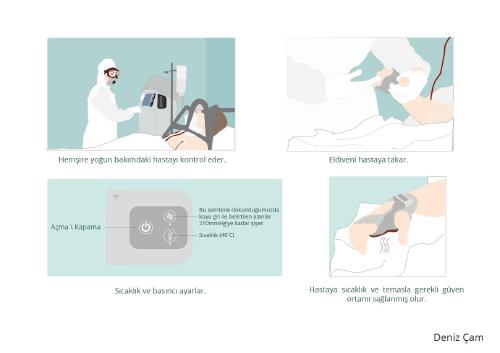 Hemşire yoğun bakımdaki hastayı kontrol eder.
Eldiveni hastaya takar.
Açma \ Kapama
Bu sembole dokunduğumuzda
koyu gri ile belirtilen alanlar
210mmHg'ye kadar şişer.
Sıcaklık (40°C)
Sıcaklık ve basıncı ayarlar.
Hastaya sıcaklık ve temasla gerekli güven
ortamı sağlanmış olur.
Deniz Çam